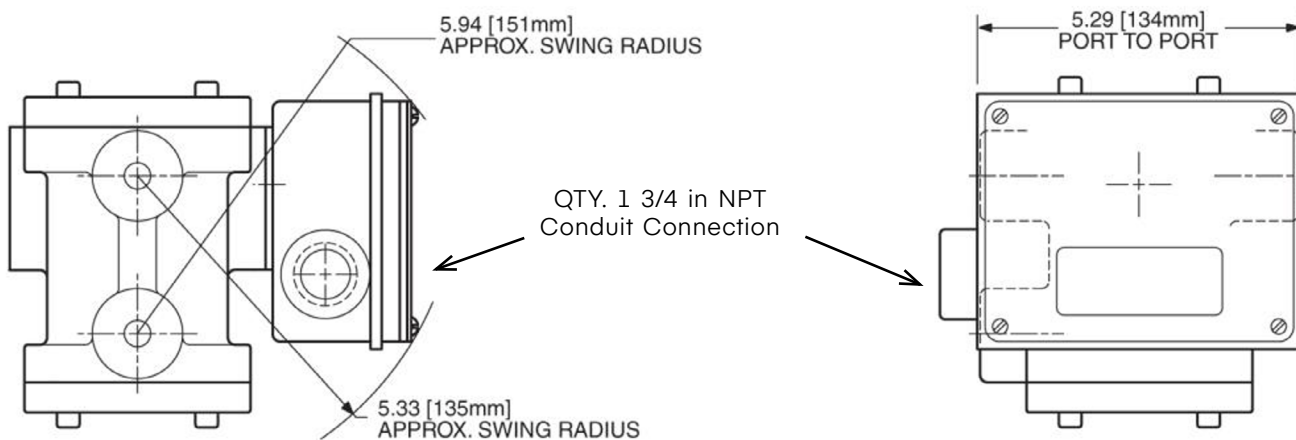 5.94 [151mm]
APPROX. SWING RADIUS
5.29 [134mm]
PORT TO PORT
QTY. 1 3/4 in NPT
Conduit Connection
5.33 [135mm]
APPROX. SWING RADIUS